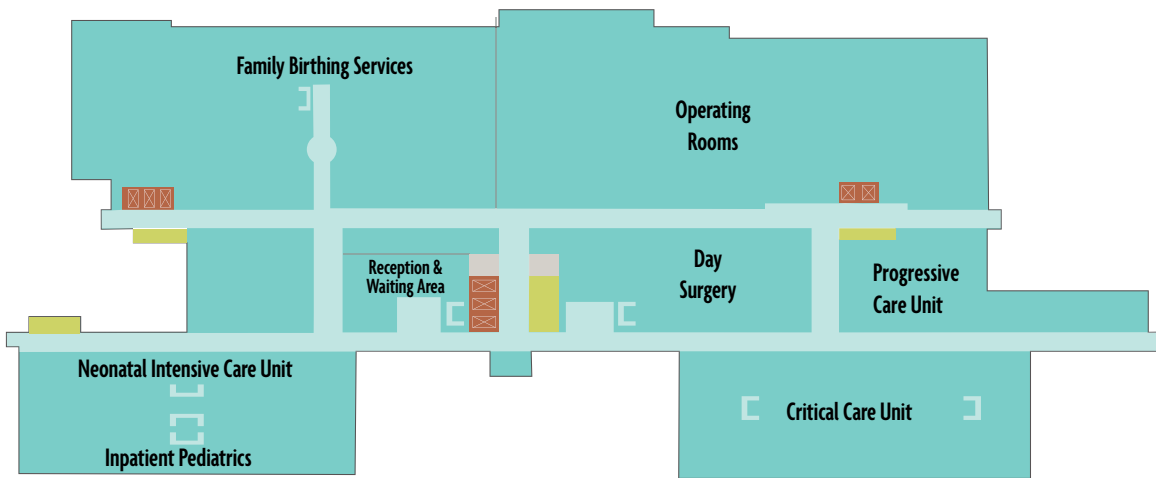 Family Birthing Services
Operating
Rooms
Reception &
Waiting Area
Day
Surgery
Progressive
Care Unit
Neonatal Intensive Care Unit
Inpatient Pediatrics
Critical Care Unit